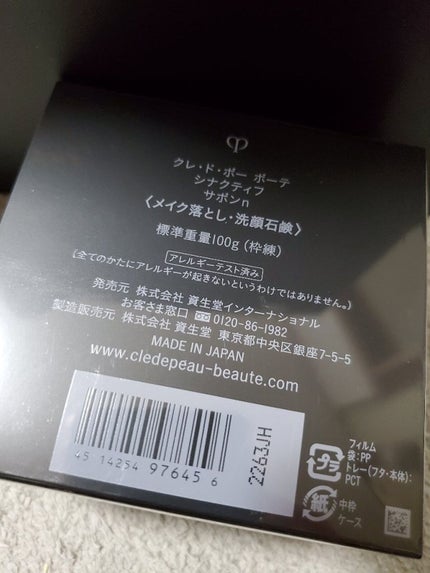 クレ・ド・ポー ボーテ
シナクティフ
サボンn
〈メイク落とし・洗顔石鹸〉
標準重量100g (枠練)
アレルギーテスト済み
(全てのかたにアレルギーが起きないというわけではありません。)
発売元 株式会社 資生堂インターナショナル
お客さま窓口 0120-86-1982
製造販売元 株式会社 資生堂 東京都中央区銀座7-5-5
MADE IN JAPAN
www.cledepeau-beaute.com
4 514254 976456
2263JH
プラ
フィルム
袋:PP
トレー(フタ・本体):
PCT
紙
中枠
ケース